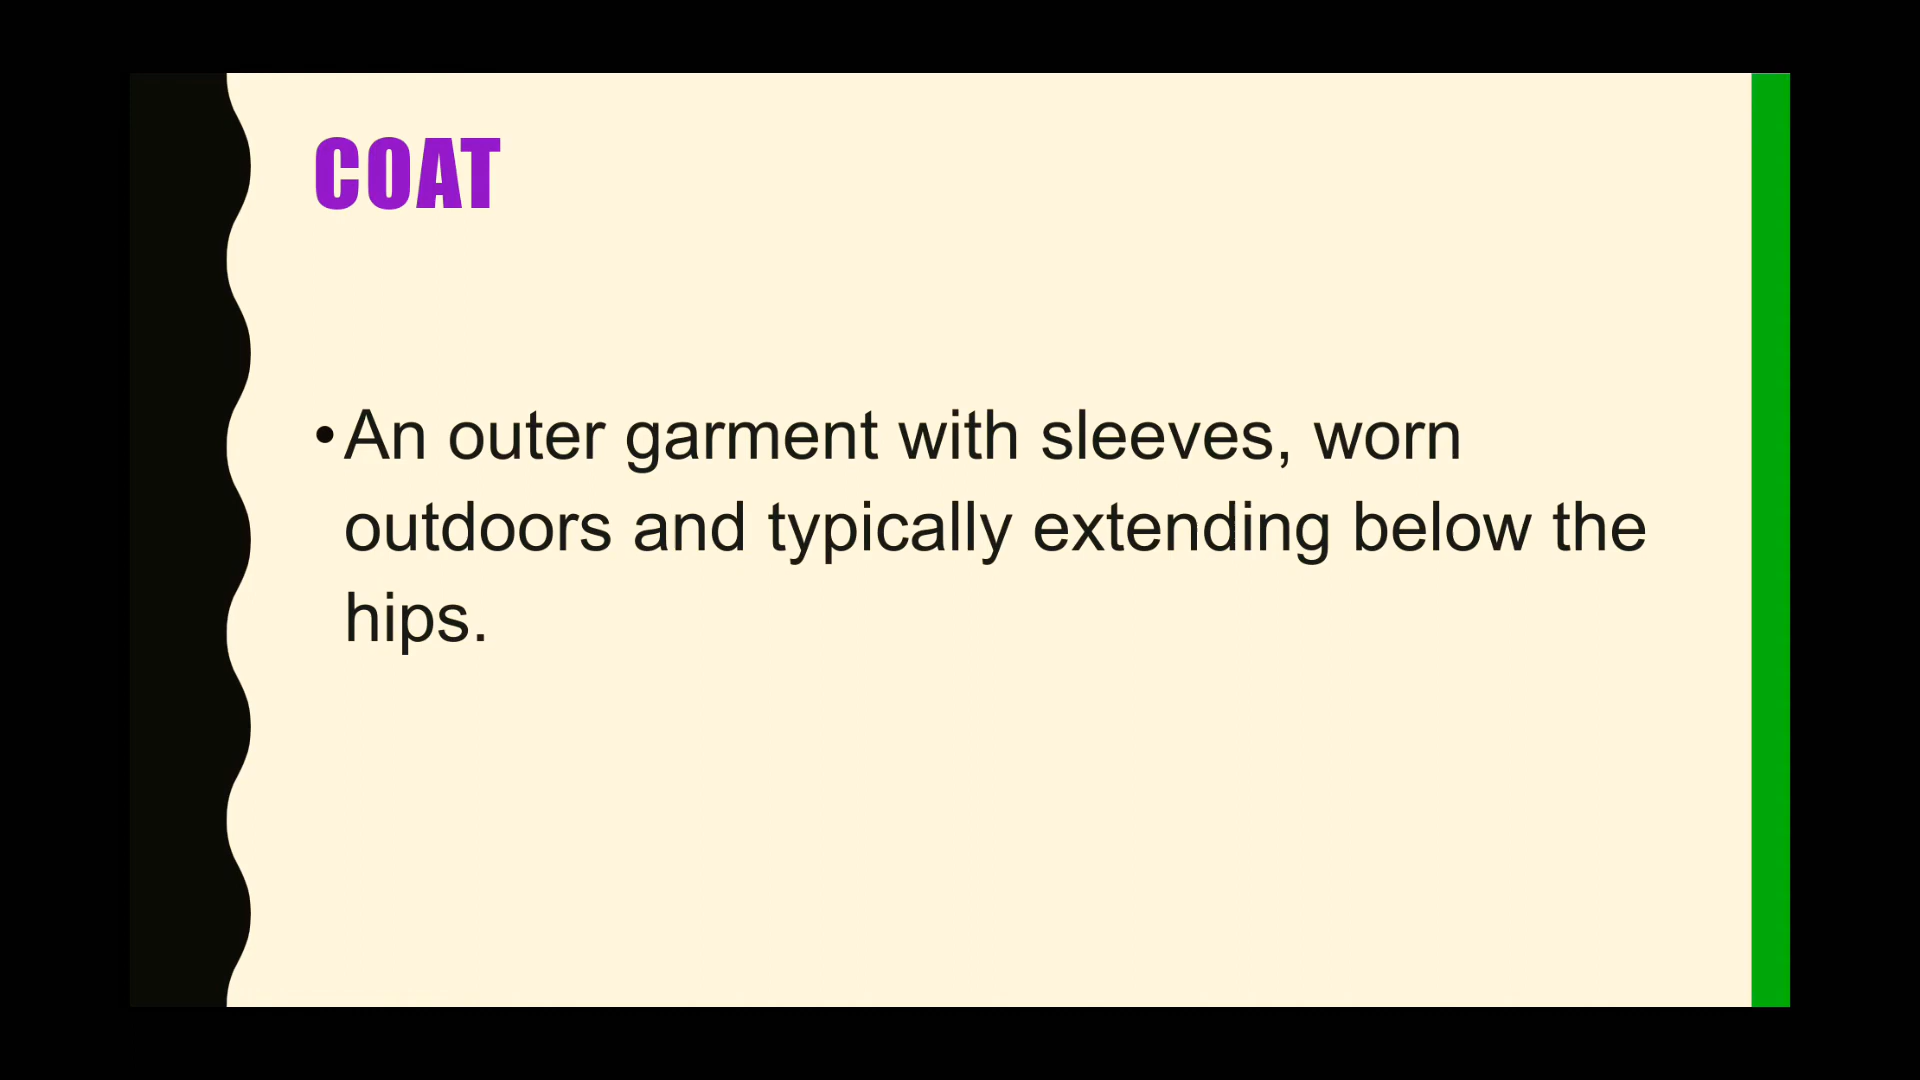 COAT
•An outer garment with sleeves, worn
outdoors and typically extending below the
hips.